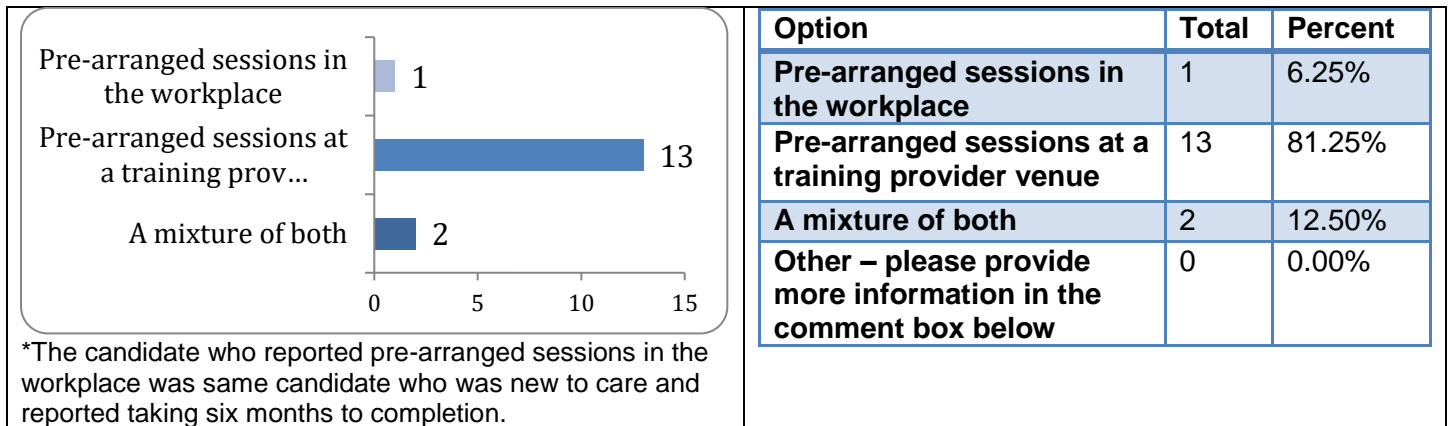 Pre-arranged sessions in
the workplace
1
Pre-arranged sessions at
a training prov...
13
A mixture of both
2
0 5 10 15
*The candidate who reported pre-arranged sessions in the
workplace was same candidate who was new to care and
reported taking six months to completion.
Option Total Percent
Pre-arranged sessions in 1 6.25%
the workplace
Pre-arranged sessions at a 13 81.25%
training provider venue
A mixture of both 2 12.50%
Other – please provide 0 0.00%
more information in the
comment box below